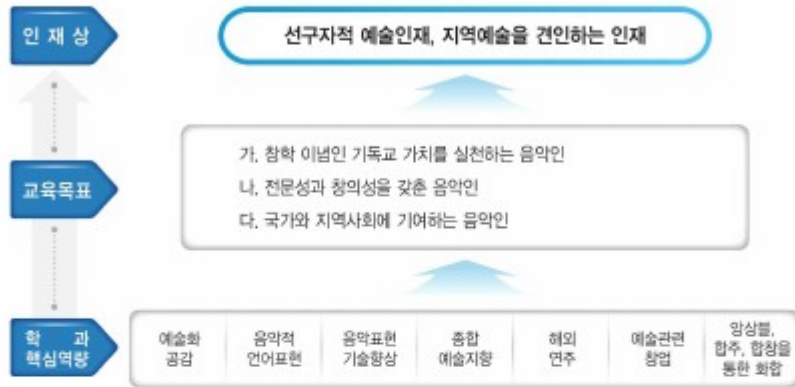 인 재 상
선구자적 예술인재, 지역예술을 견인하는 인재
교육목표
가. 창학 이념인 기독교 가치를 실천하는 음악인
나. 전문성과 창의성을 갖춘 음악인
다. 국가와 지역사회에 기여하는 음악인
학 과
핵심역량
예술화
공감
음악적
언어표현
음악표현
기술향상
종합
예술지향
해외
연주
예술관련
창업
앙상블,
합주, 합창을
통한 화합